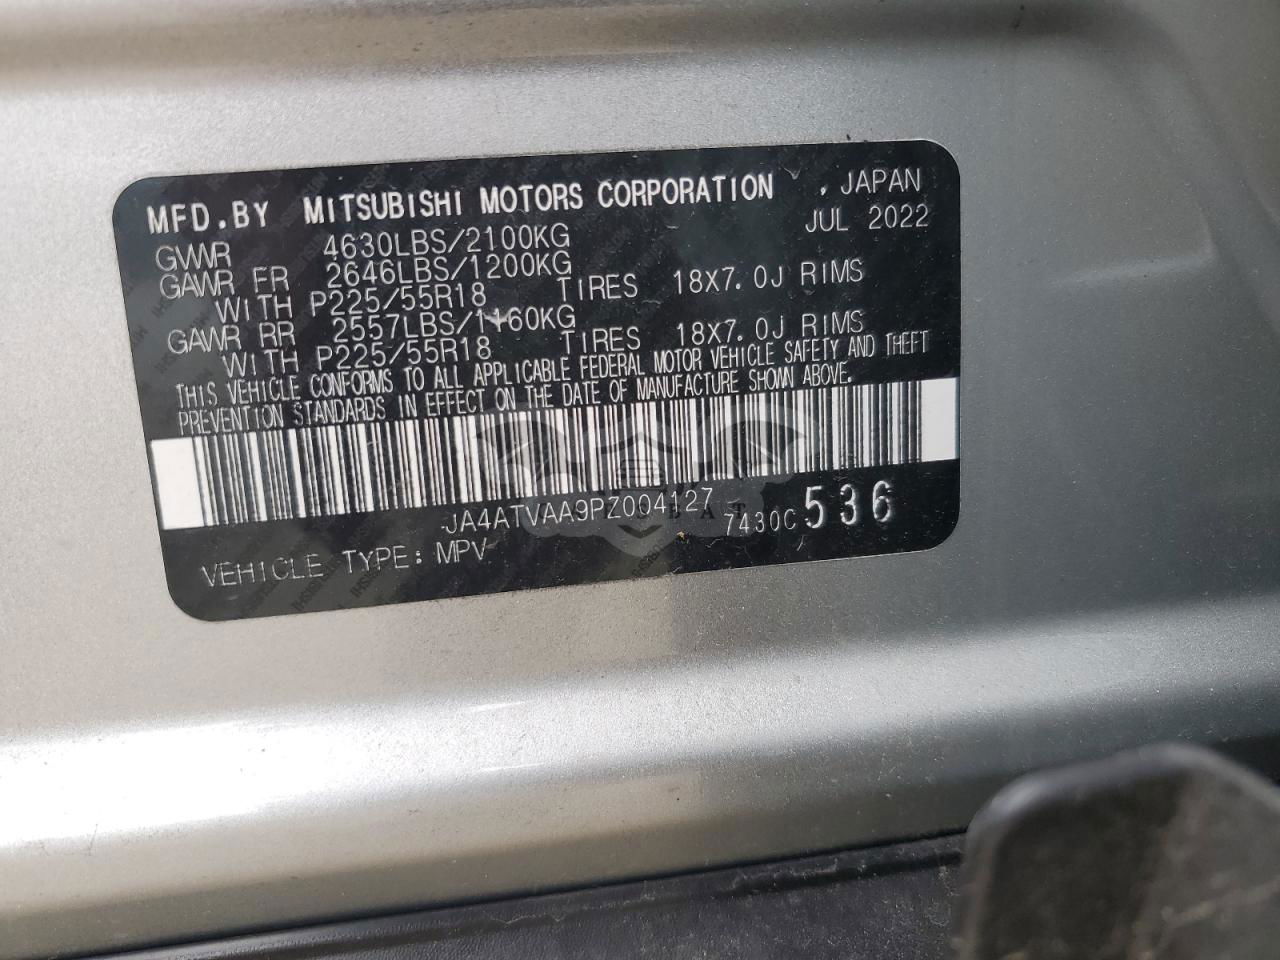 MFD.BY MITSUBISHI MOTORS CORPORATION , JAPAN
JUL 2022
GVWR 4630LBS/2100KG
GAWR FR 2646LBS/1200KG
WITH P225/55R18 TIRES 18X7.0J RIMS
GAWR RR 2557LBS/1160KG
WITH P225/55R18 TIRES 18X7.0J RIMS
THIS VEHICLE CONFORMS TO ALL APPLICABLE FEDERAL MOTOR VEHICLE SAFETY AND THEFT
PREVENTION STANDARDS IN EFFECT ON THE DATE OF MANUFACTURE SHOWN ABOVE.
JA4ATVAA9PZ004127 7430C 536
VEHICLE TYPE: MPV